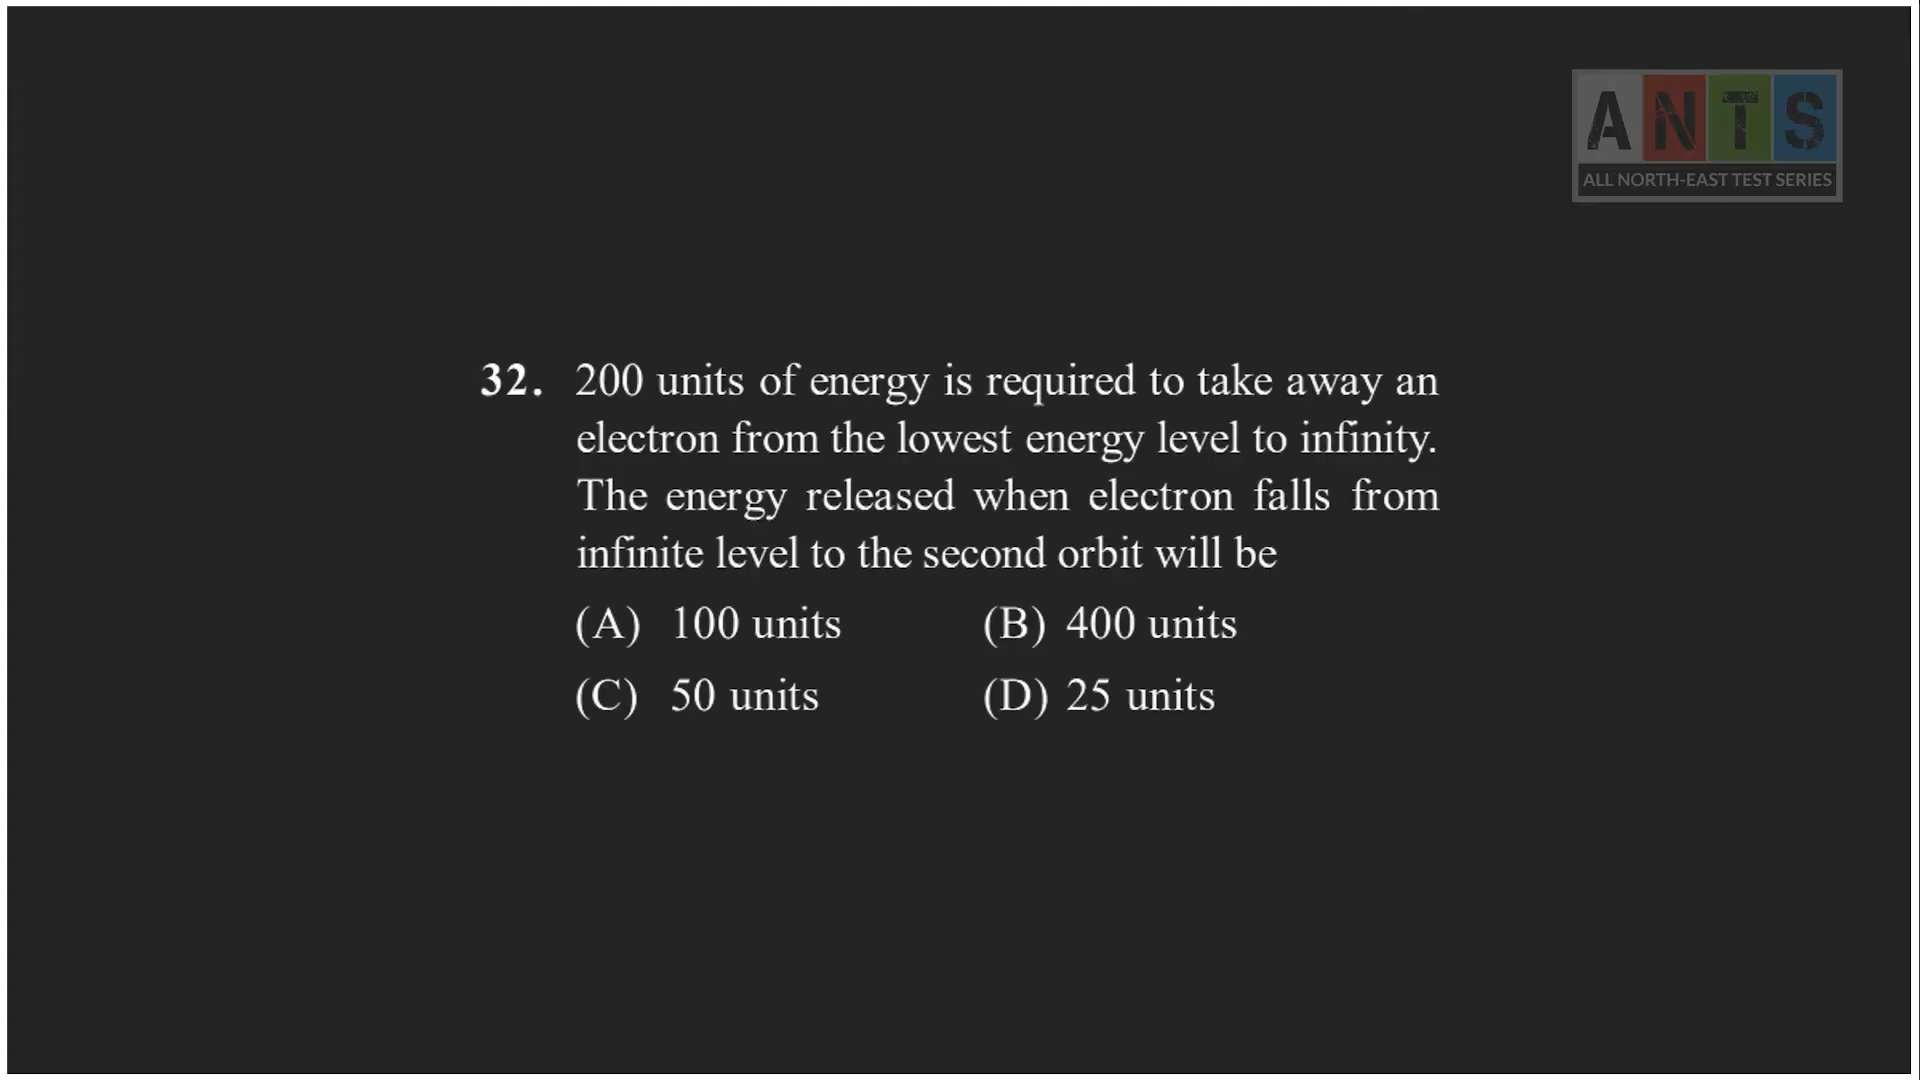 ANTS
ALL NORTH-EAST TEST SERIES
32. 200 units of energy is required to take away an
electron from the lowest energy level to infinity.
The energy released when electron falls from
infinite level to the second orbit will be
(A) 100 units (B) 400 units
(C) 50 units (D) 25 units